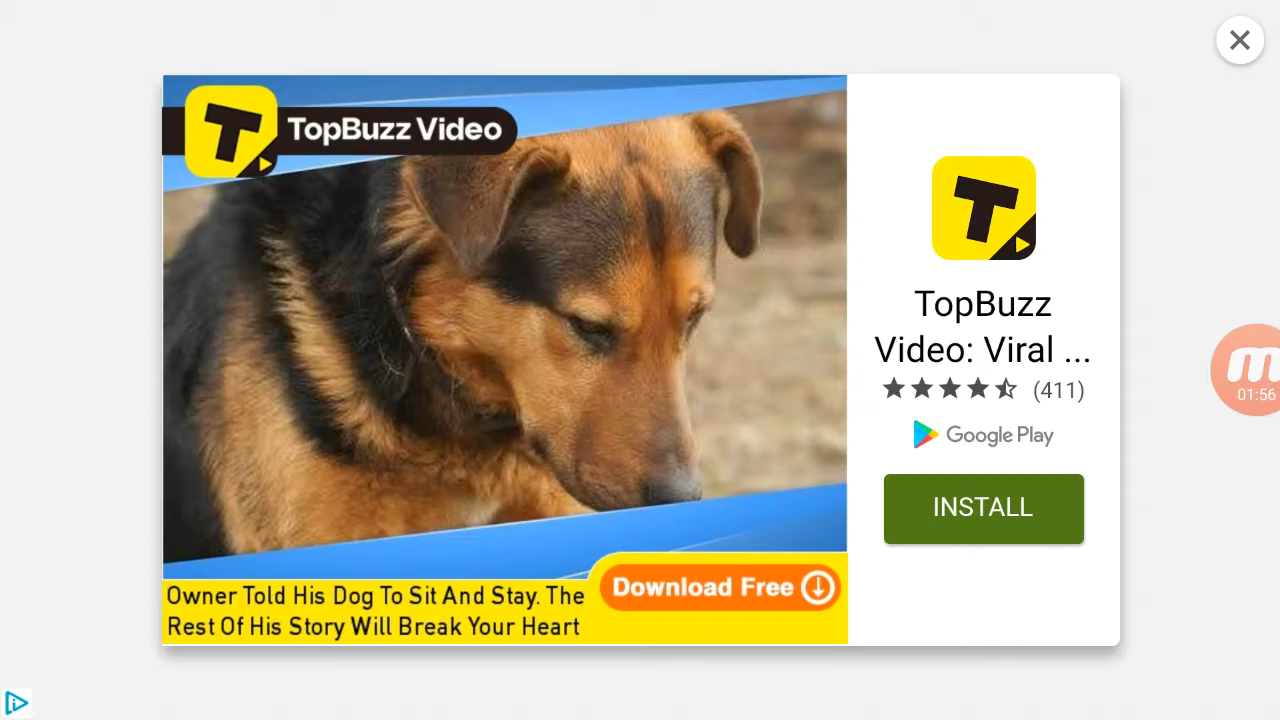 TopBuzz Video
TopBuzz
Video: Viral ...
(411)
Google Play
INSTALL
01:56
Download Free
Owner Told His Dog To Sit And Stay. The
Rest Of His Story Will Break Your Heart